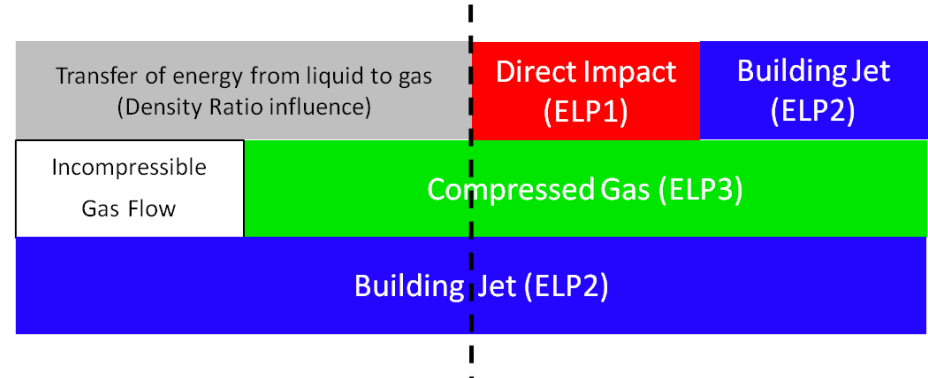 Transfer of energy from liquid to gas
(Density Ratio influence)
Direct Impact
(ELP1)
Building Jet
(ELP2)
Incompressible
Gas Flow
Compressed Gas (ELP3)
Building Jet (ELP2)